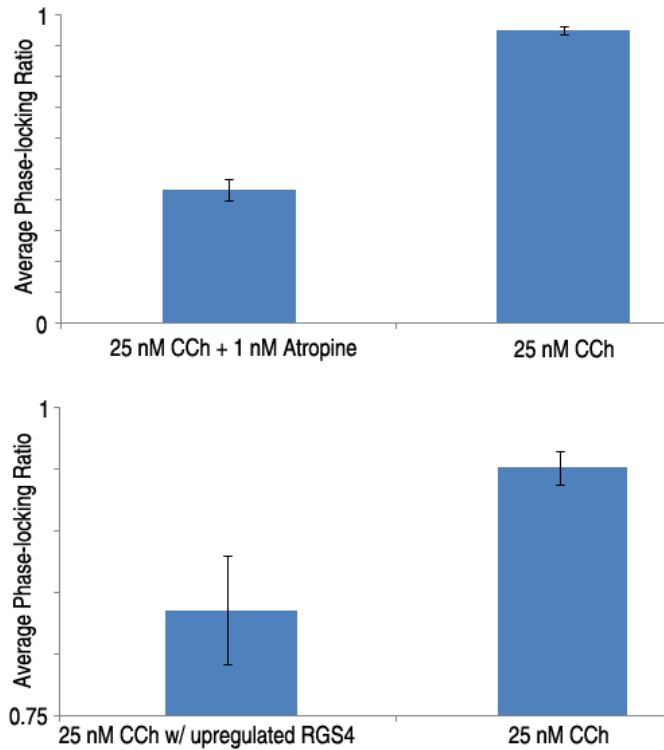 1
Average Phase-locking Ratio
0
25 nM CCh + 1 nM Atropine
25 nM CCh
1
Average Phase-locking Ratio
0.75
25 nM CCh w/ upregulated RGS4
25 nM CCh